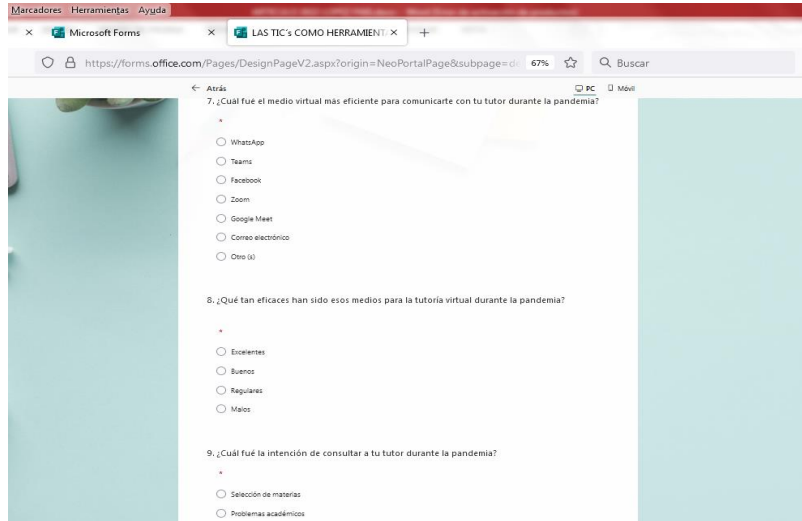 Marcadores Herramientas Ayuda
× Microsoft Forms × LAS TIC´s COMO HERRAMIENT × +
https://forms.office.com/Pages/DesignPageV2.aspx?origin=NeoPortalPage&subpage=de 67% Buscar
← Atrás PC Móvil
7. ¿Cuál fué el medio virtual más eficiente para comunicarte con tu tutor durante la pandemia?
*
WhatsApp
Teams
Facebook
Zoom
Google Meet
Correo electrónico
Otro (s)
8. ¿Qué tan eficaces han sido esos medios para la tutoría virtual durante la pandemia?
*
Excelentes
Buenos
Regulares
Malos
9. ¿Cuál fué la intención de consultar a tu tutor durante la pandemia?
*
Selección de materias
Problemas académicos